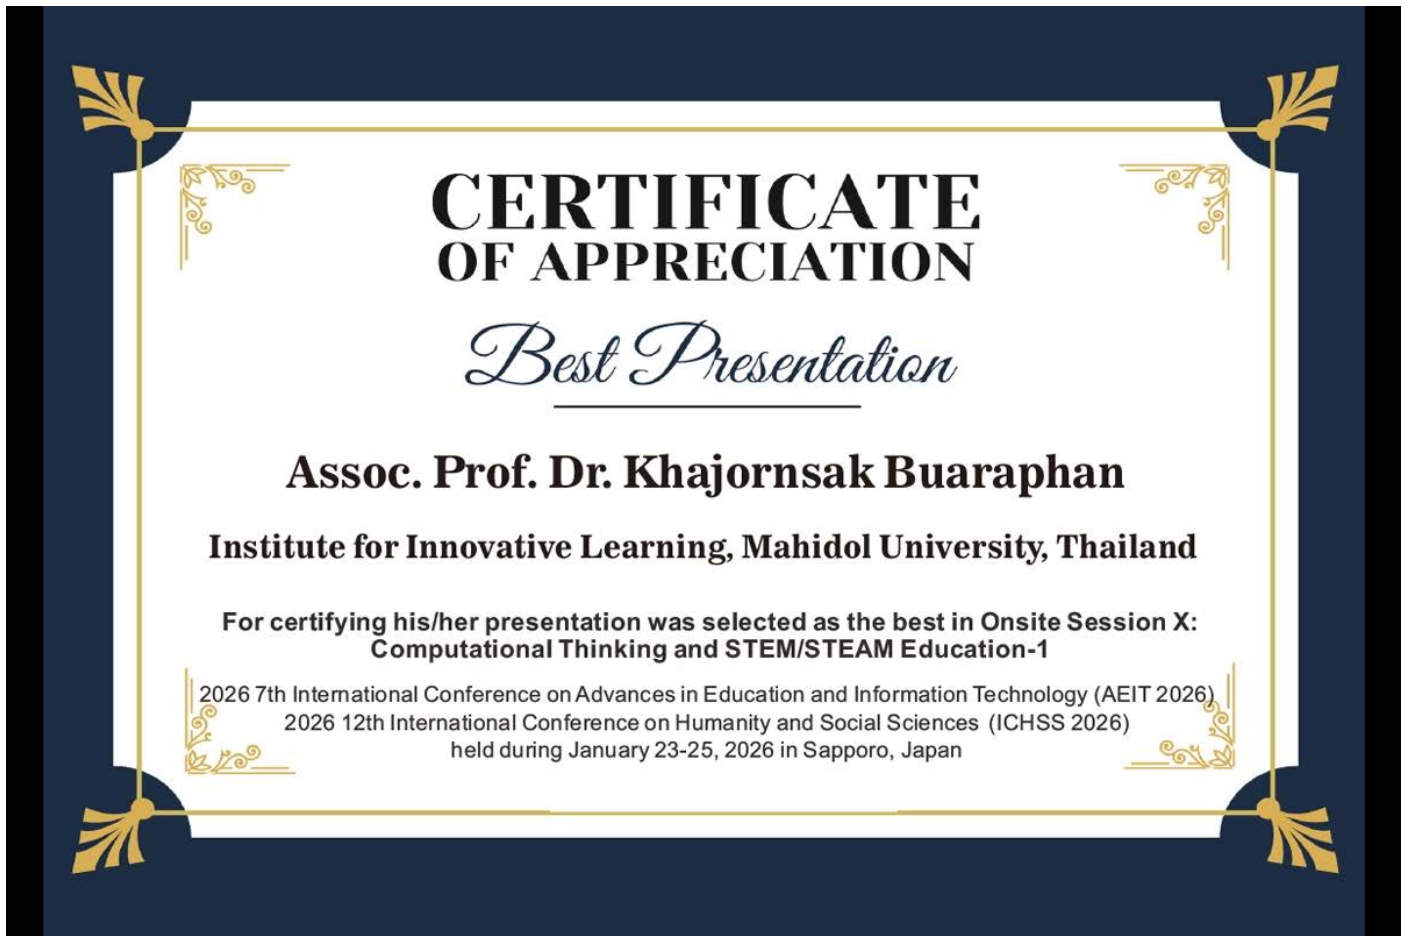 CERTIFICATE
OF APPRECIATION
Best Presentation
Assoc. Prof. Dr. Khajornsak Buaraphan
Institute for Innovative Learning, Mahidol University, Thailand
For certifying his/her presentation was selected as the best in Onsite Session X:
Computational Thinking and STEM/STEAM Education-1
2026 7th International Conference on Advances in Education and Information Technology (AEIT 2026)
2026 12th International Conference on Humanity and Social Sciences (ICHSS 2026)
held during January 23-25, 2026 in Sapporo, Japan